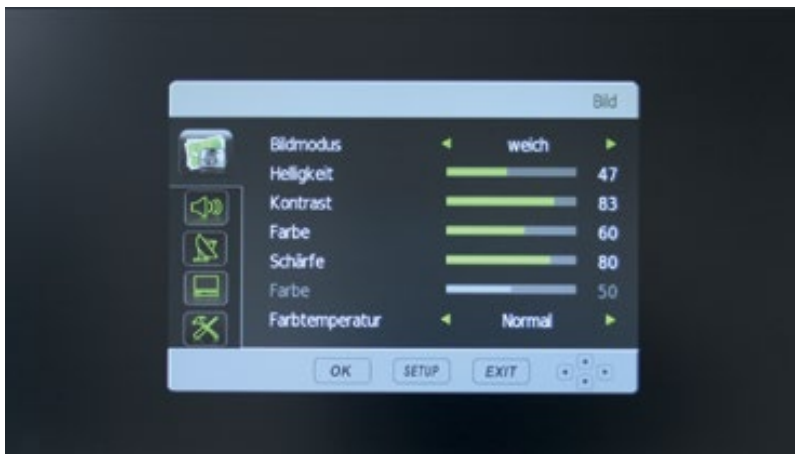 Bild
Bildmodus weich
Helligkeit 47
Kontrast 83
Farbe 60
Schärfe 80
Farbe 50
Farbtemperatur Normal
OK SETUP EXIT